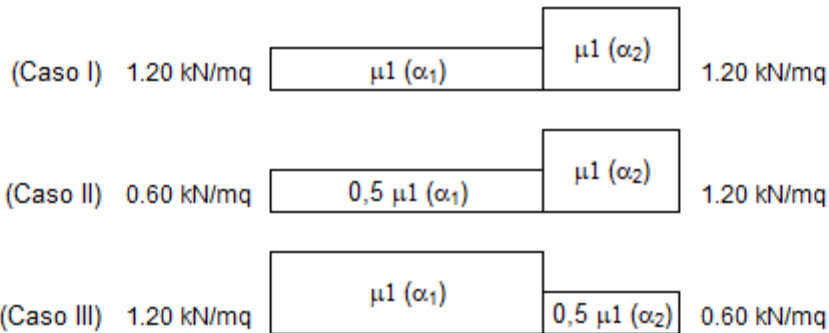 (Caso I) 1.20 kN/mq μ1 (α₁) μ1 (α₂) 1.20 kN/mq
(Caso II) 0.60 kN/mq 0,5 μ1 (α₁) μ1 (α₂) 1.20 kN/mq
(Caso III) 1.20 kN/mq μ1 (α₁) 0,5 μ1 (α₂) 0.60 kN/mq